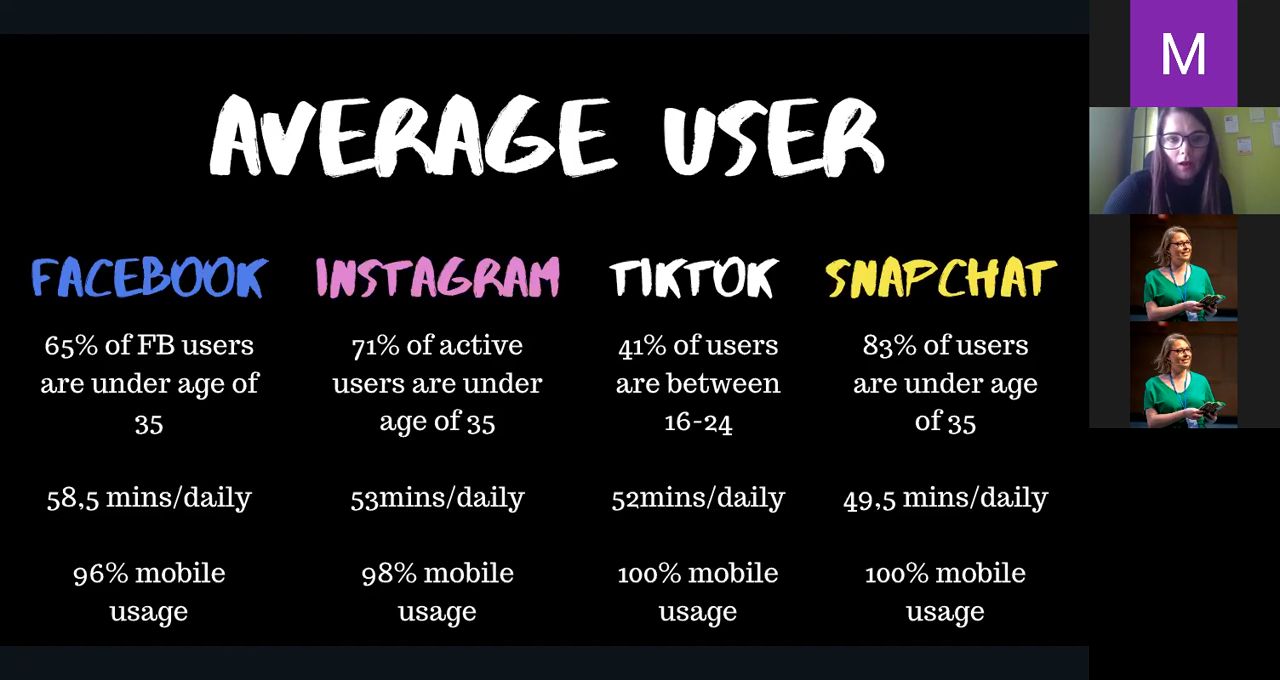 AVERAGE USER
FACEBOOK
65% of FB users
are under age of
35
58,5 mins/daily
96% mobile
usage
INSTAGRAM
71% of active
users are under
age of 35
53mins/daily
98% mobile
usage
TIKTOK
41% of users
are between
16-24
52mins/daily
100% mobile
usage
SNAPCHAT
83% of users
are under age
of 35
49,5 mins/daily
100% mobile
usage
M